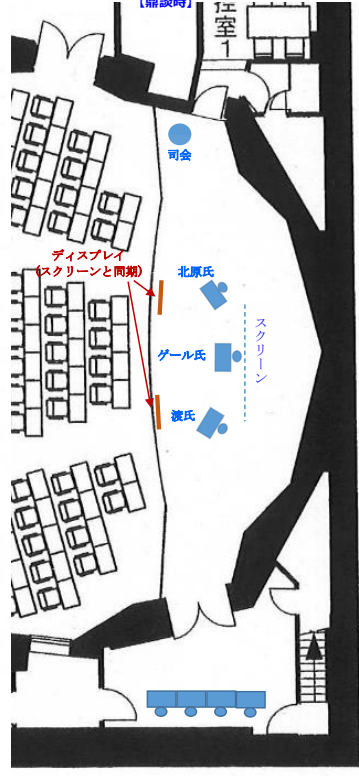 【鼎談時】
控室1
司会
ディスプレイ
(スクリーンと同期)
北原氏
スクリーン
ゲール氏
渡氏